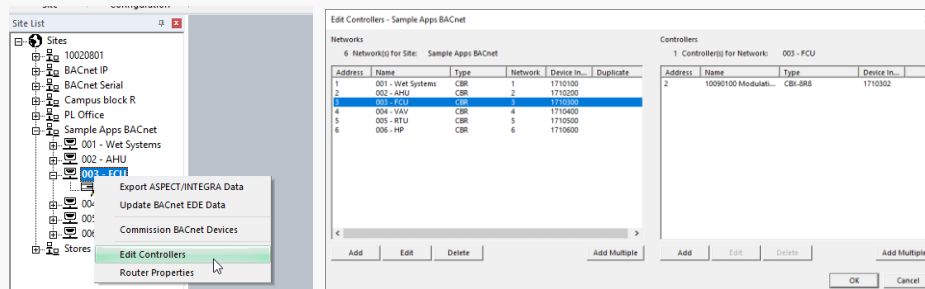 Site List
Sites
10020801
BACnet IP
BACnet Serial
Campus block R
PL Office
Sample Apps BACnet
001 - Wet Systems
002 - AHU
003 - FCU
004
005
006
Stores
Export ASPECT/INTEGRA Data
Update BACnet EDE Data
Commission BACnet Devices
Edit Controllers
Router Properties
Edit Controllers - Sample Apps BACnet
Networks
6 Network(s) for Site: Sample Apps BACnet
Address Name Type Network Device In... Duplicate
1 001 - Wet Systems CBR 1 1710100
2 002 - AHU CBR 2 1710200
3 003 - FCU CBR 3 1710300
4 004 - VAV CBR 4 1710400
5 005 - RTU CBR 5 1710500
6 006 - HP CBR 6 1710600
Add Edit Delete Add Multiple
Controllers
1 Controller(s) for Network: 003 - FCU
Address Name Type Device In...
2 10090100 Modulati... CBX-8R8 1710302
Add Edit Delete Add Multiple
OK Cancel